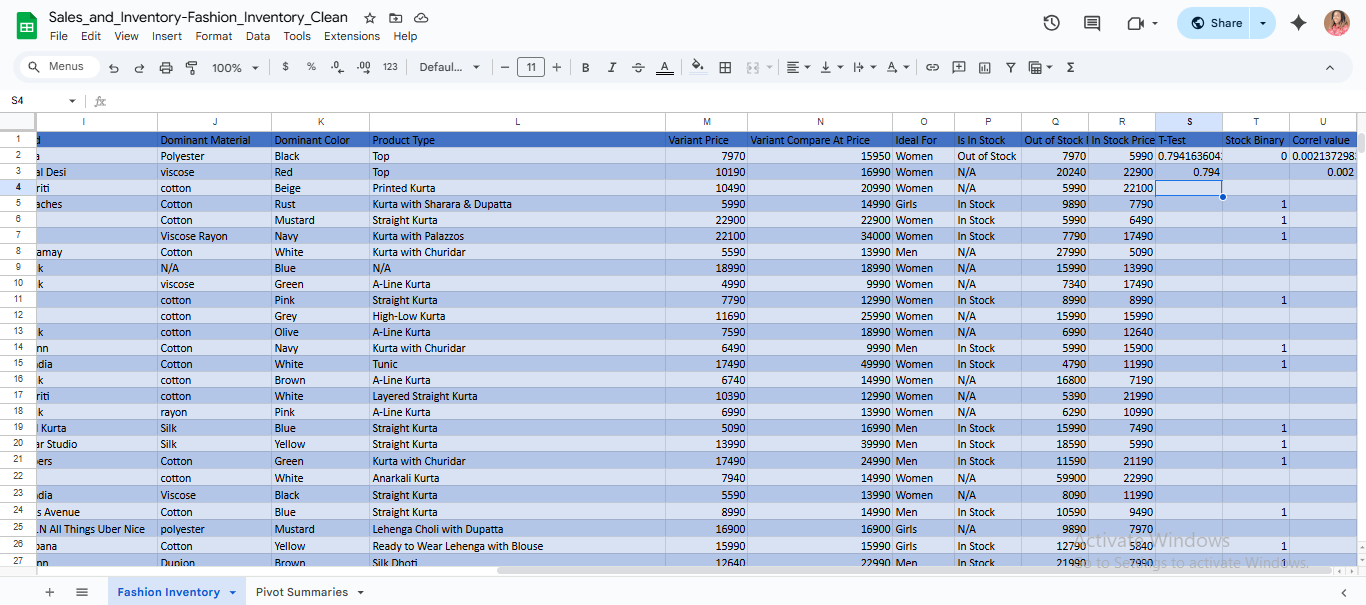 Sales_and_Inventory-Fashion_Inventory_Clean
File Edit View Insert Format Data Tools Extensions Help
Share
Menus 100% $ % .0 .00 123 Defaul... 11 B I A
S4 fx
I J K L M N O P Q R S T U
1 d Dominant Material Dominant Color Product Type Variant Price Variant Compare At Price Ideal For Is In Stock Out of Stock In Stock Price T-Test Stock Binary Correl value
2 a Polyester Black Top 7970 15950 Women Out of Stock 7970 5990 0.794163604 0 0.002137298
3 al Desi viscose Red Top 10190 16990 Women N/A 20240 22900 0.794 0.002
4 riti cotton Beige Printed Kurta 10490 20990 Women N/A 5990 22100
5 aches Cotton Rust Kurta with Sharara & Dupatta 5990 14990 Girls In Stock 9890 7790 1
6 Cotton Mustard Straight Kurta 22900 22900 Women In Stock 5990 6490 1
7 Viscose Rayon Navy Kurta with Palazzos 22100 34000 Women In Stock 7790 17490 1
8 amay Cotton White Kurta with Churidar 5590 13990 Men N/A 27990 5090
9 k N/A Blue N/A 18990 18990 Women N/A 15990 13990
10 k viscose Green A-Line Kurta 4990 9990 Women N/A 7340 17490
11 cotton Pink Straight Kurta 7790 12990 Women In Stock 8990 8990 1
12 cotton Grey High-Low Kurta 11690 25990 Women N/A 15990 15990
13 k cotton Olive A-Line Kurta 7590 18990 Women N/A 6990 12640
14 nn Cotton Navy Kurta with Churidar 6490 9990 Men In Stock 5990 15900 1
15 dia Cotton White Tunic 17490 49990 Women In Stock 4790 11990 1
16 k cotton Brown A-Line Kurta 6740 14990 Women N/A 16800 7190
17 riti cotton White Layered Straight Kurta 10390 12990 Women N/A 5390 21990
18 k rayon Pink A-Line Kurta 6990 13990 Women N/A 6290 10990
19 l Kurta Silk Blue Straight Kurta 5090 16990 Men In Stock 15990 7490 1
20 ar Studio Silk Yellow Straight Kurta 13990 39990 Men In Stock 18590 5990 1
21 ers Cotton Green Kurta with Churidar 17490 24990 Men In Stock 11590 21190 1
22 cotton White Anarkali Kurta 7940 14990 Women N/A 59900 22990
23 dia Viscose Black Straight Kurta 5590 13990 Women N/A 8090 11990
24 s Avenue Cotton Blue Straight Kurta 8990 14990 Men In Stock 10590 9490 1
25 .N All Things Uber Nice polyester Mustard Lehenga Choli with Dupatta 16900 16900 Girls N/A 9890 7970
26 bana Cotton Yellow Ready to Wear Lehenga with Blouse 15990 15990 Girls In Stock 12790 5840 1
27 nn Dupion Brown Silk Dhoti 12640 22990 Men In Stock 21990 7990 1
Activate Windows
Go to Settings to activate Windows.
Fashion Inventory Pivot Summaries